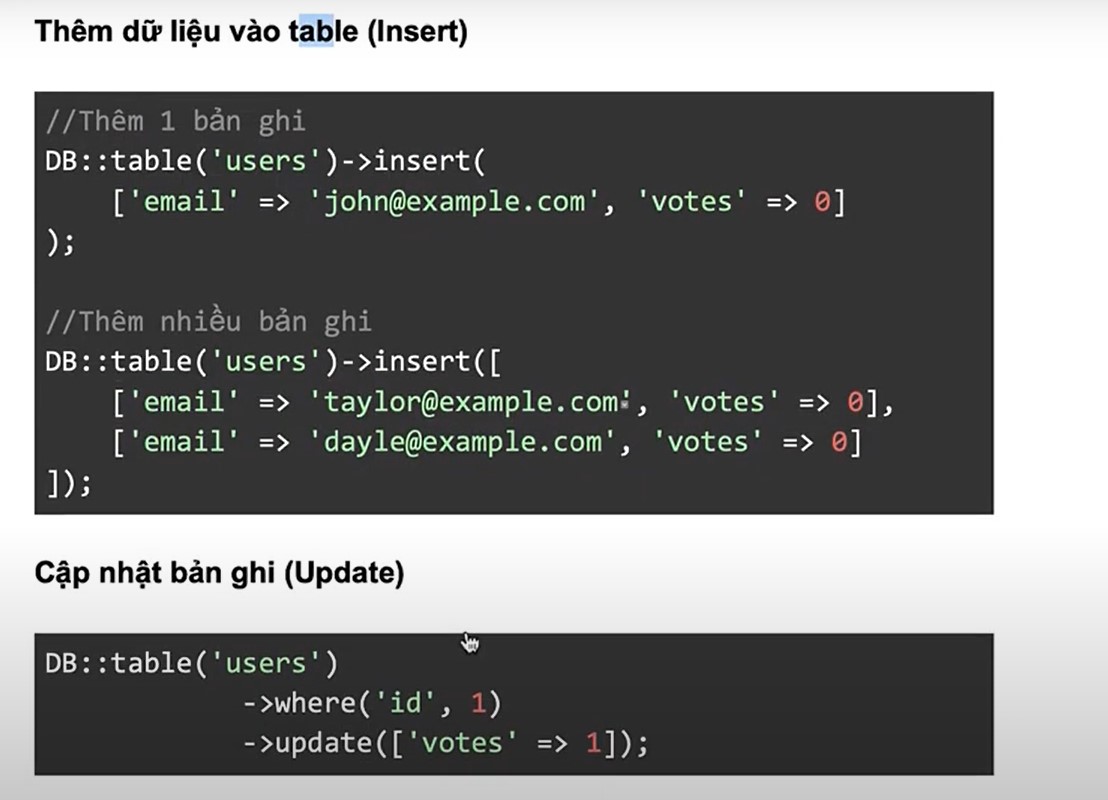 Thêm dữ liệu vào table (Insert)
//Thêm 1 bản ghi
DB::table('users')->insert(
    ['email' => 'john@example.com', 'votes' => 0]
);
//Thêm nhiều bản ghi
DB::table('users')->insert([
    ['email' => 'taylor@example.com', 'votes' => 0],
    ['email' => 'dayle@example.com', 'votes' => 0]
]);
Cập nhật bản ghi (Update)
DB::table('users')
            ->where('id', 1)
            ->update(['votes' => 1]);